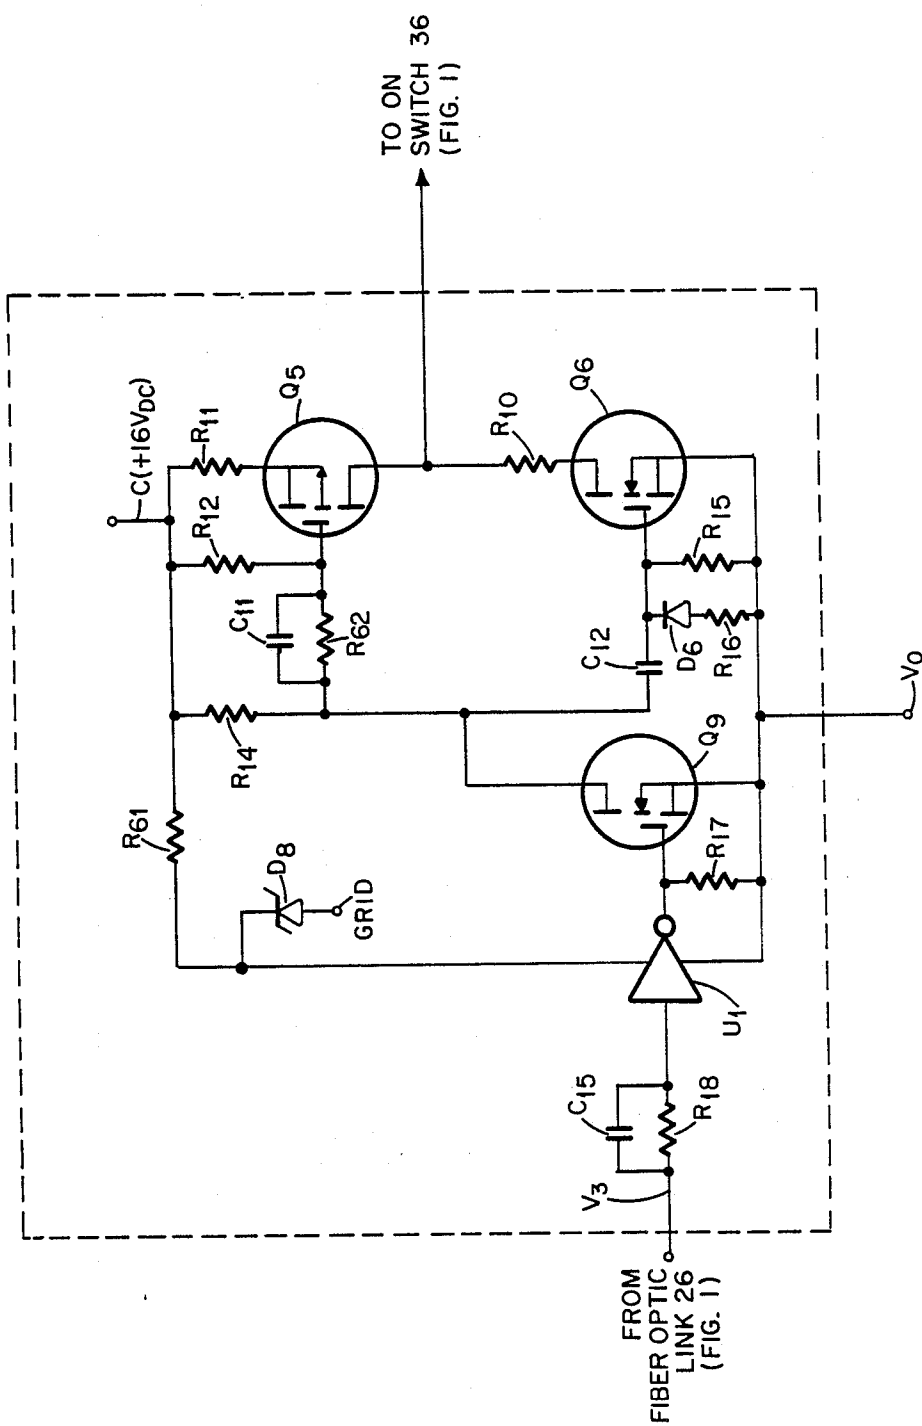 TO ON
SWITCH 36
(FIG. 1)
C(+16VDC)
R11
Q5
R12
C11
R62
R14
R61
D8
GRID
R10
Q6
R15
C12
D6
R16
Q9
R17
U1
C15
R18
V3
V0
FROM
FIBER OPTIC
LINK 26
(FIG. 1)